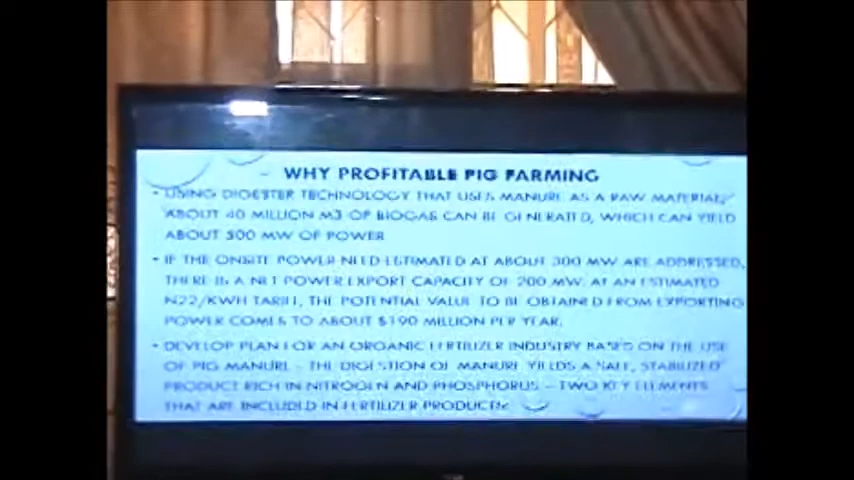 WHY PROFITABLE PIG FARMING
• USING DIGESTER TECHNOLOGY THAT USES MANURE AS A RAW MATERIAL,
ABOUT 40 MILLION M3 OF BIOGAS CAN BE GENERATED, WHICH CAN YIELD
ABOUT 500 MW OF POWER
• IF THE ONSITE POWER NEED ESTIMATED AT ABOUT 300 MW ARE ADDRESSED,
THERE IS A NET POWER EXPORT CAPACITY OF 200 MW. AT AN ESTIMATED
N22/KWH TARIFF, THE POTENTIAL VALUE TO BE OBTAINED FROM EXPORTING
POWER COMES TO ABOUT $190 MILLION PER YEAR.
• DEVELOP PLAN FOR AN ORGANIC FERTILIZER INDUSTRY BASED ON THE USE
OF PIG MANURE - THE DIGESTION OF MANURE YIELDS A SAFE, STABILIZED
PRODUCT RICH IN NITROGEN AND PHOSPHORUS – TWO KEY ELEMENTS
THAT ARE INCLUDED IN FERTILIZER PRODUCTS